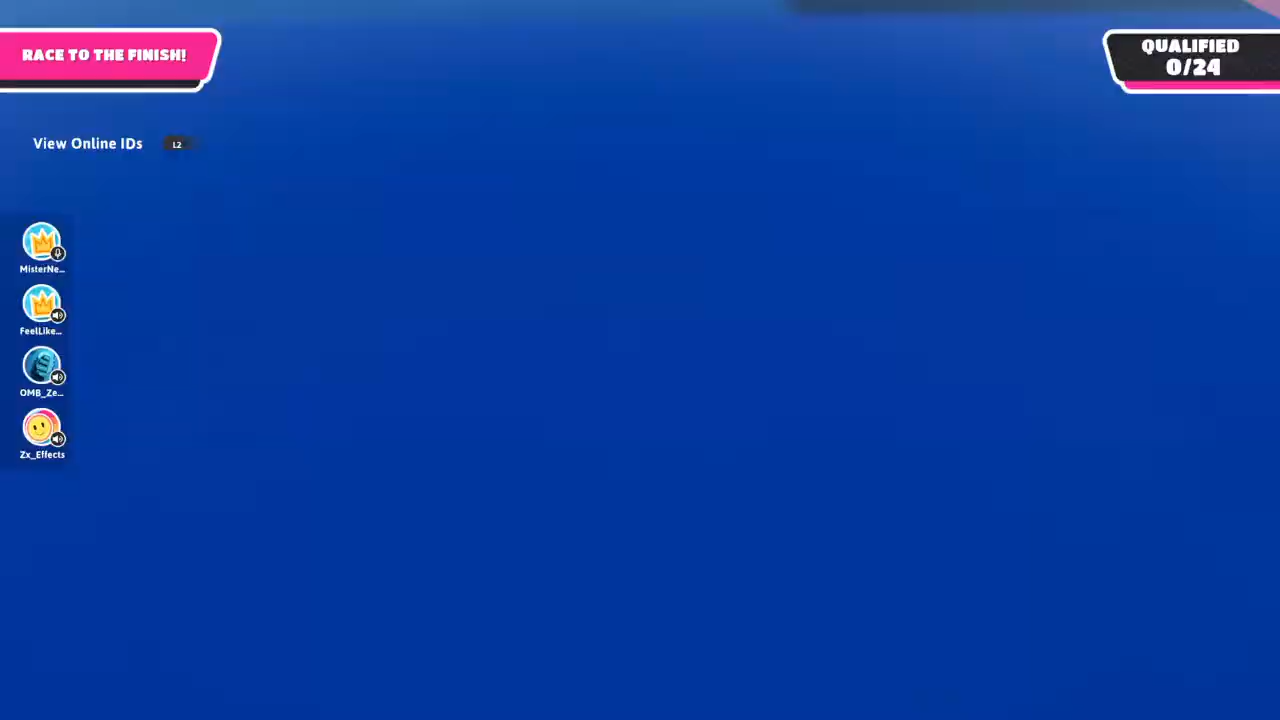 RACE TO THE FINISH!
QUALIFIED
0/24
View Online IDs
L2
MisterNe...
FeelLike...
OMB_Ze...
Zx_Effects